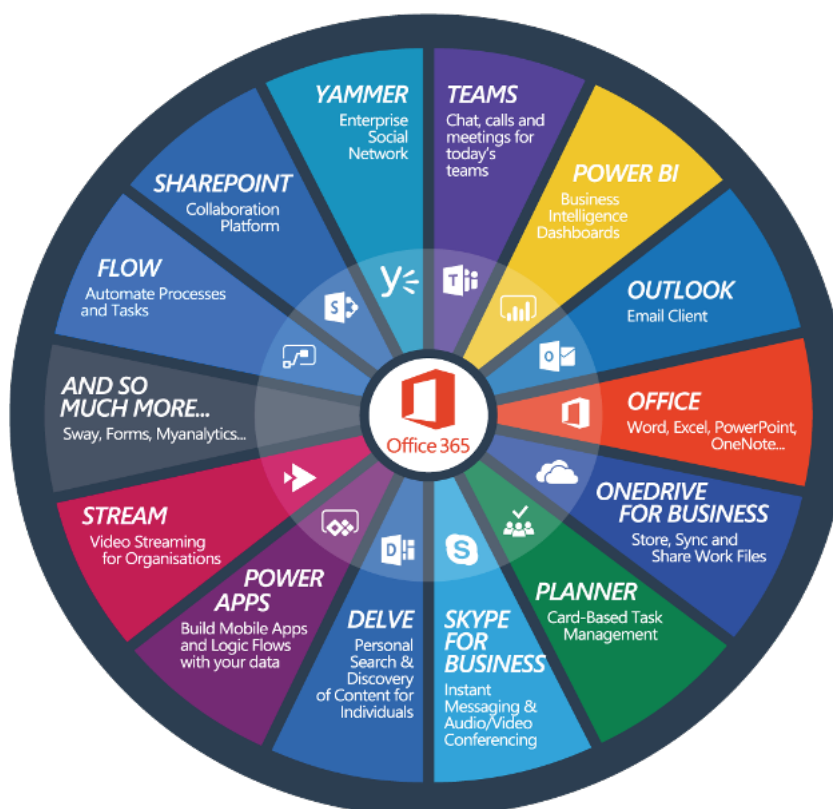 YAMMER
Enterprise
Social
Network
TEAMS
Chat, calls and
meetings for
today's
teams
POWER BI
Business
Intelligence
Dashboards
OUTLOOK
Email Client
OFFICE
Word, Excel, PowerPoint,
OneNote...
ONEDRIVE
FOR BUSINESS
Store, Sync and
Share Work Files
PLANNER
Card-Based Task
Management
SKYPE
FOR
BUSINESS
Instant
Messaging &
Audio/Video
Conferencing
DELVE
Personal
Search &
Discovery
of Content for
Individuals
POWER
APPS
Build Mobile Apps
and Logic Flows
with your data
STREAM
Video Streaming
for Organisations
AND SO
MUCH MORE...
Sway, Forms, Myanalytics...
FLOW
Automate Processes
and Tasks
SHAREPOINT
Collaboration
Platform
Office 365
y
T
O
S
D
S